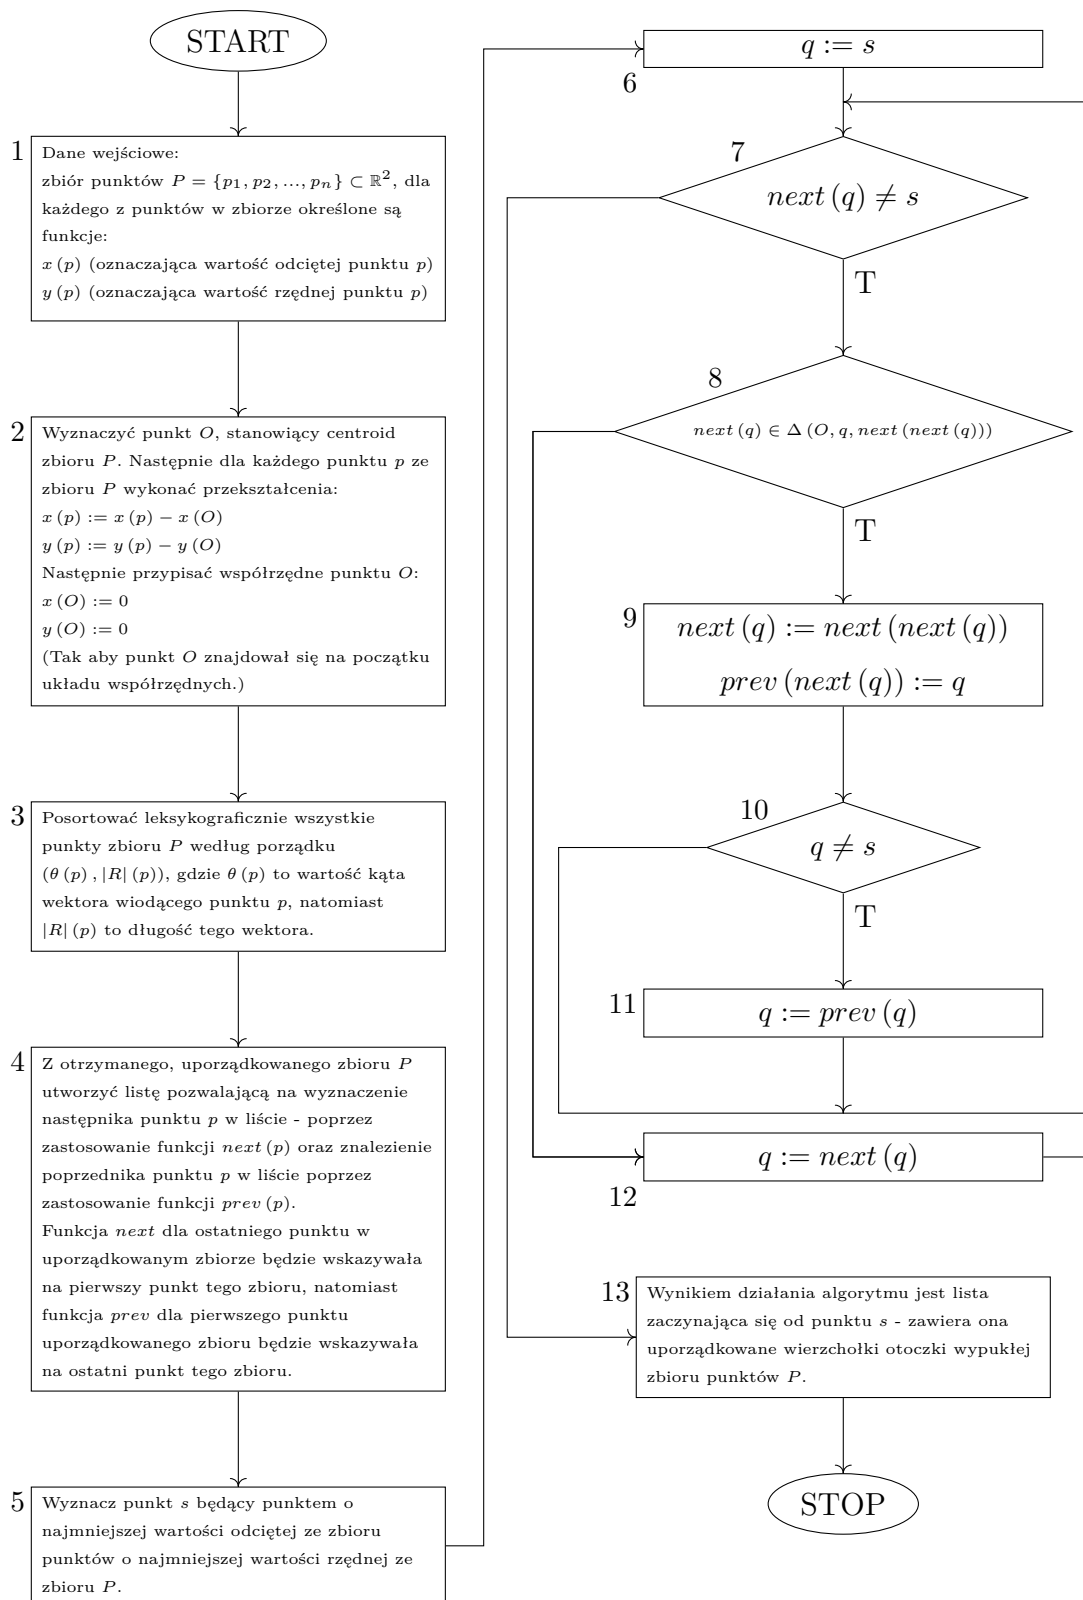 START
1
Dane wejściowe:
zbiór punktów P = {p₁, p₂, ..., pₙ} ⊂ ℝ², dla
każdego z punktów w zbiorze określone są
funkcje:
x (p) (oznaczająca wartość odciętej punktu p)
y (p) (oznaczająca wartość rzędnej punktu p)
2
Wyznaczyć punkt O, stanowiący centroid
zbioru P. Następnie dla każdego punktu p ze
zbioru P wykonać przekształcenia:
x (p) := x (p) − x (O)
y (p) := y (p) − y (O)
Następnie przypisać współrzędne punktu O:
x (O) := 0
y (O) := 0
(Tak aby punkt O znajdował się na początku
układu współrzędnych.)
3
Posortować leksykograficznie wszystkie
punkty zbioru P według porządku
(θ (p) , |R| (p)), gdzie θ (p) to wartość kąta
wektora wiodącego punktu p, natomiast
|R| (p) to długość tego wektora.
4
Z otrzymanego, uporządkowanego zbioru P
utworzyć listę pozwalającą na wyznaczenie
następnika punktu p w liście - poprzez
zastosowanie funkcji next (p) oraz znalezienie
poprzednika punktu p w liście poprzez
zastosowanie funkcji prev (p).
Funkcja next dla ostatniego punktu w
uporządkowanym zbiorze będzie wskazywała
na pierwszy punkt tego zbioru, natomiast
funkcja prev dla pierwszego punktu
uporządkowanego zbioru będzie wskazywała
na ostatni punkt tego zbioru.
5
Wyznacz punkt s będący punktem o
najmniejszej wartości odciętej ze zbioru
punktów o najmniejszej wartości rzędnej ze
zbioru P.
q := s
6
7
next (q) ≠ s
T
8
next (q) ∈ Δ (O, q, next (next (q)))
T
9
next (q) := next (next (q))
prev (next (q)) := q
10
q ≠ s
T
11
q := prev (q)
q := next (q)
12
13
Wynikiem działania algorytmu jest lista
zaczynająca się od punktu s - zawiera ona
uporządkowane wierzchołki otoczki wypukłej
zbioru punktów P.
STOP